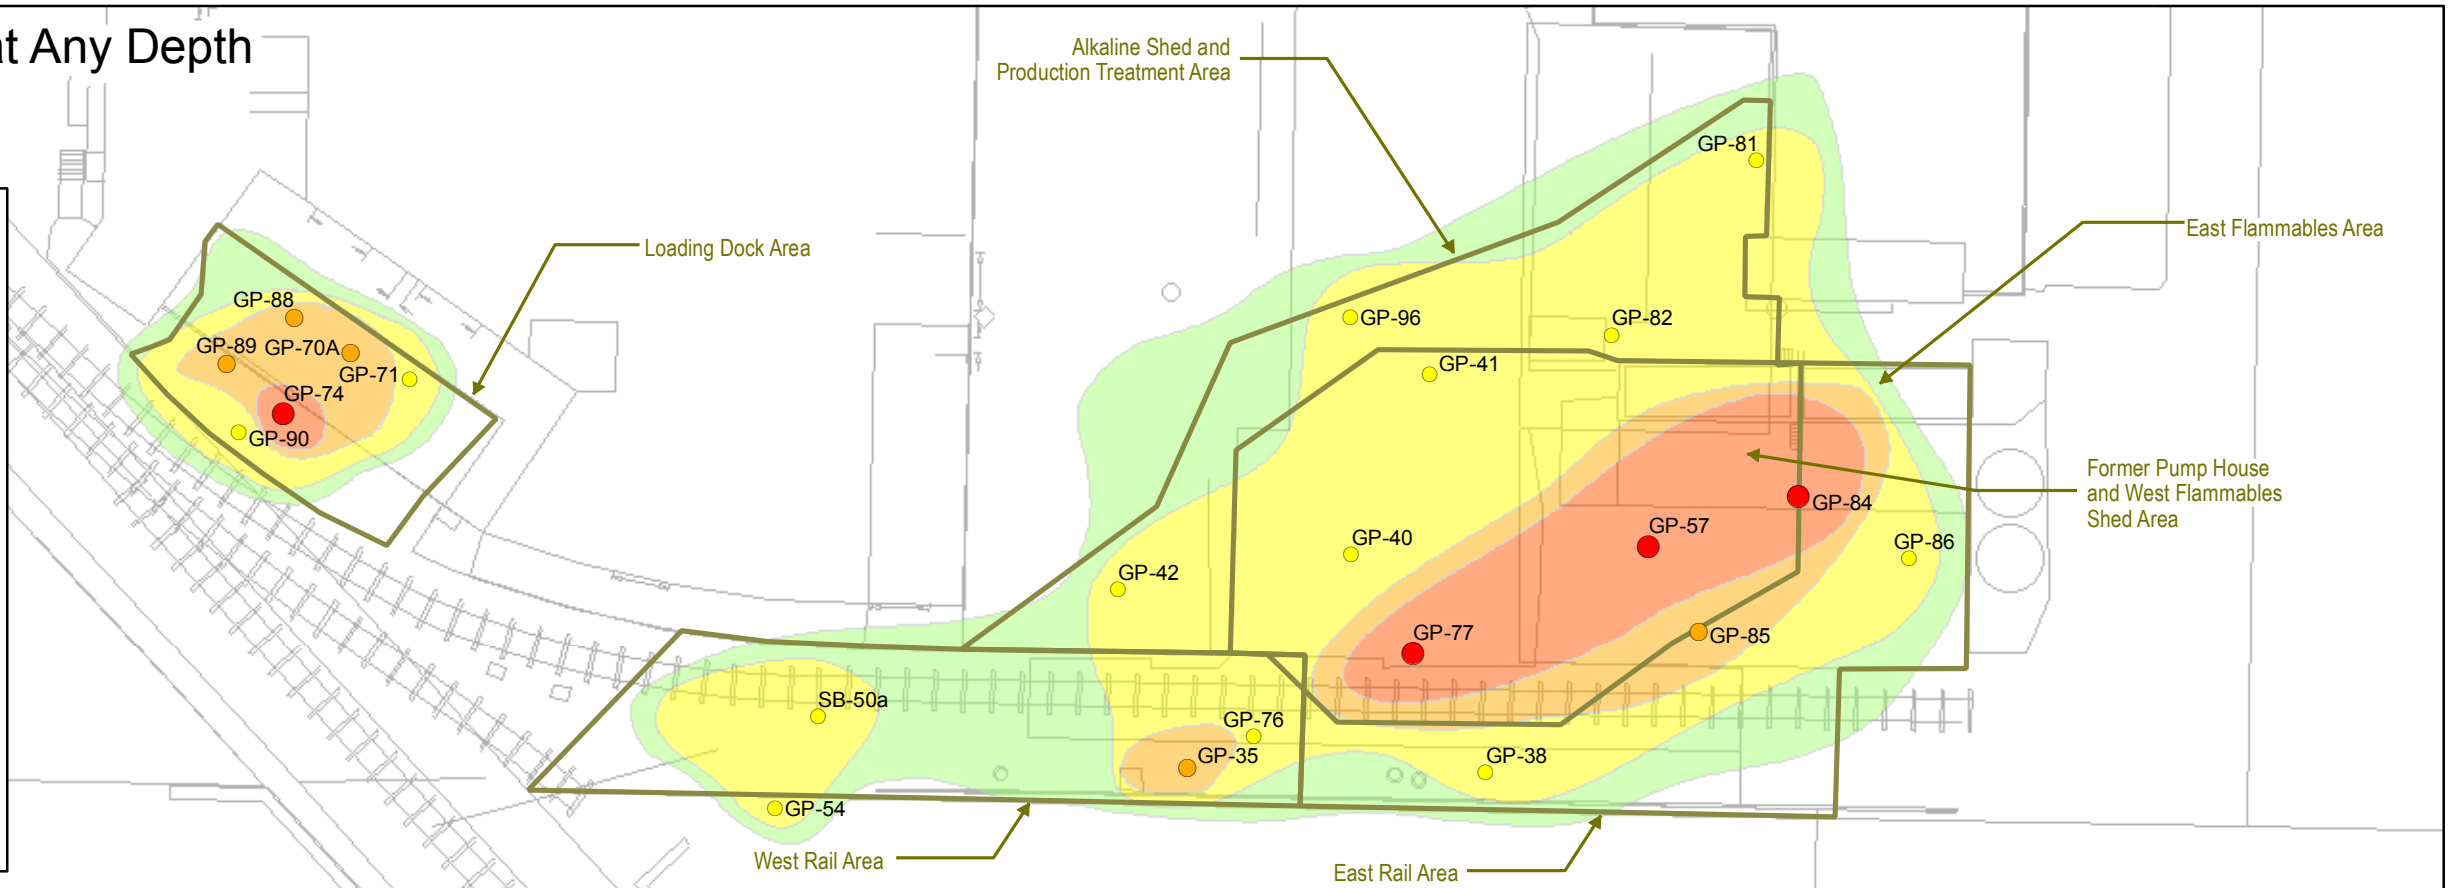 at Any Depth
Alkaline Shed and
Production Treatment Area
GP-81
East Flammables Area
Loading Dock Area
GP-88
GP-96
GP-82
GP-89
GP-70A
GP-71
GP-41
GP-74
GP-90
Former Pump House
and West Flammables
Shed Area
GP-84
GP-57
GP-40
GP-86
GP-42
GP-77
GP-85
SB-50a
GP-76
GP-35
GP-38
GP-54
West Rail Area
East Rail Area